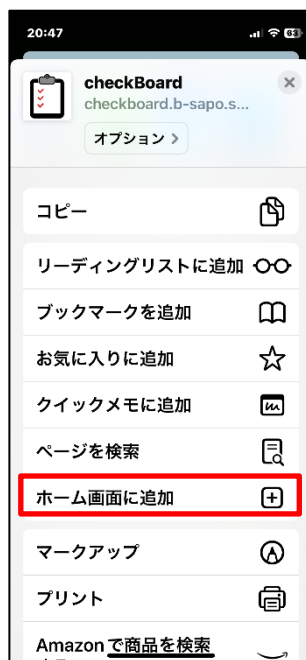 20:47
63
checkBoard
checkboard.b-sapo.s...
オプション
コピー
リーディングリストに追加
ブックマークを追加
お気に入りに追加
クイックメモに追加
ページを検索
ホーム画面に追加
マークアップ
プリント
Amazonで商品を検索